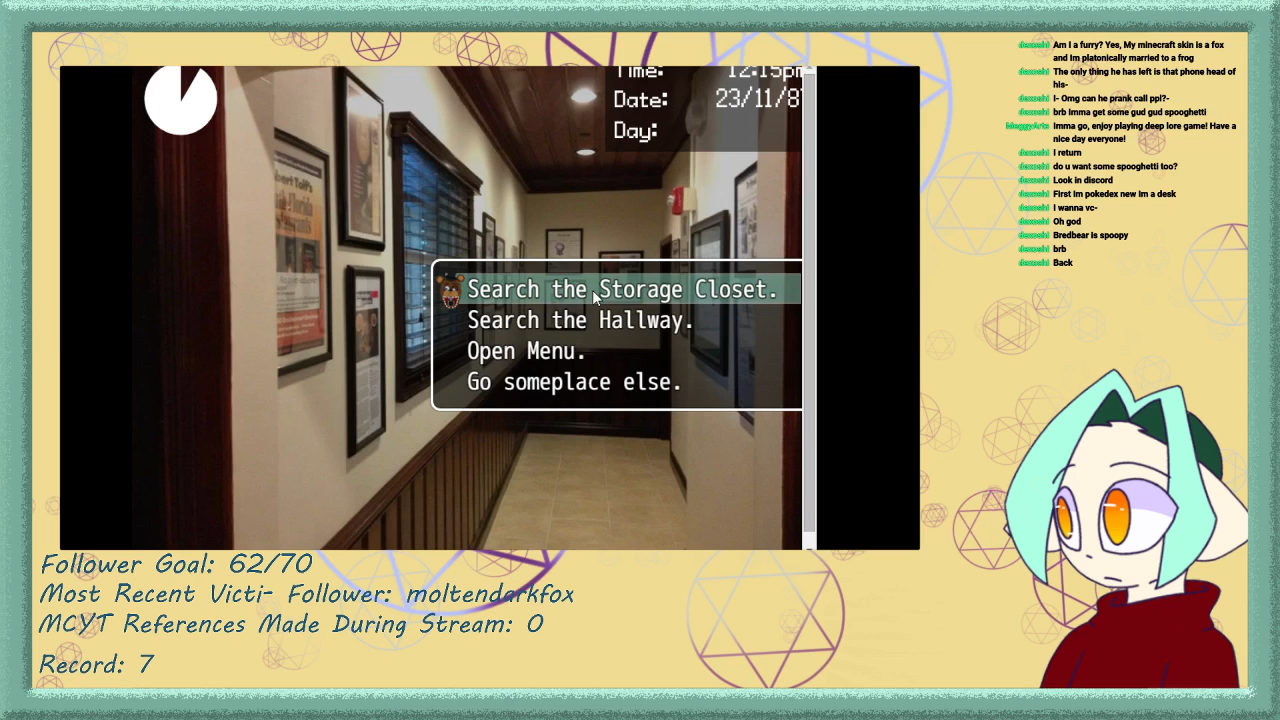 Time: 12:15pm
Date: 23/11/8
Day:
Search the Storage Closet.
Search the Hallway.
Open Menu.
Go someplace else.
Follower Goal: 62/70
Most Recent Victi- Follower: moltendarkfox
MCYT References Made During Stream: 0
Record: 7
Am I a furry? Yes, My minecraft skin is a fox
and Im platonically married to a frog
The only thing he has left is that phone head of
his-
I- Omg can he prank call ppl?-
brb Imma get some gud gud spooghetti
MoggyArts Imma go, enjoy playing deep lore game! Have a
nice day everyone!
I return
do u want some spooghetti too?
Look in discord
First Im pokedex new Im a desk
I wanna vc-
Oh god
Bredbear is spoopy
brb
Back